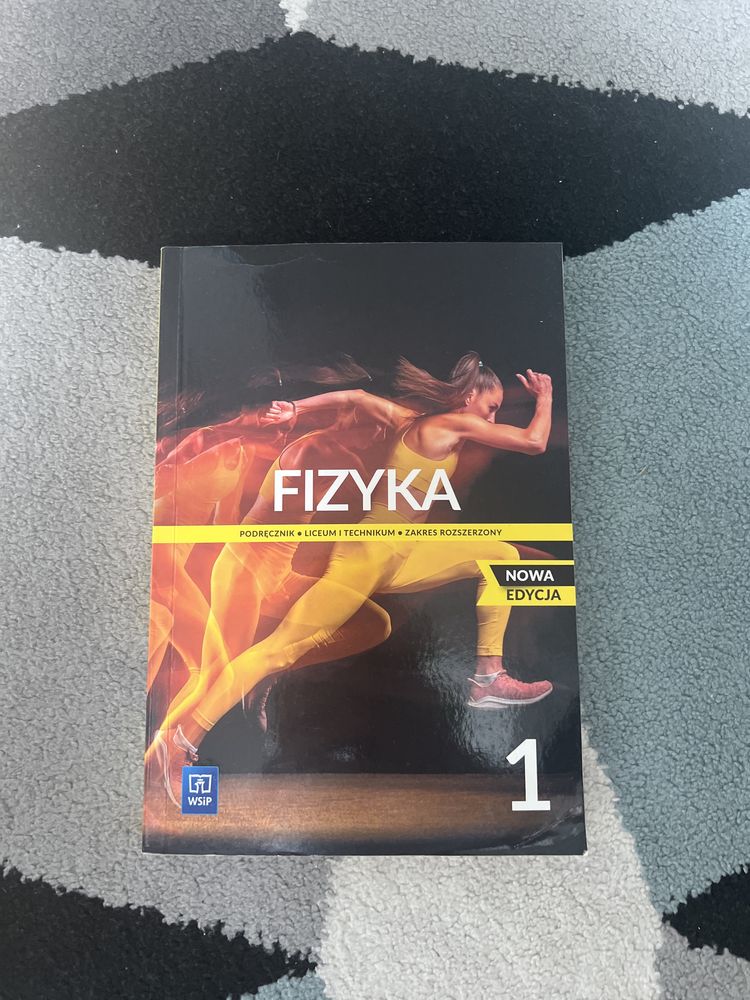 FIZYKA
PODRĘCZNIK • LICEUM I TECHNIKUM • ZAKRES ROZSZERZONY
NOWA
EDYCJA
1
WSiP